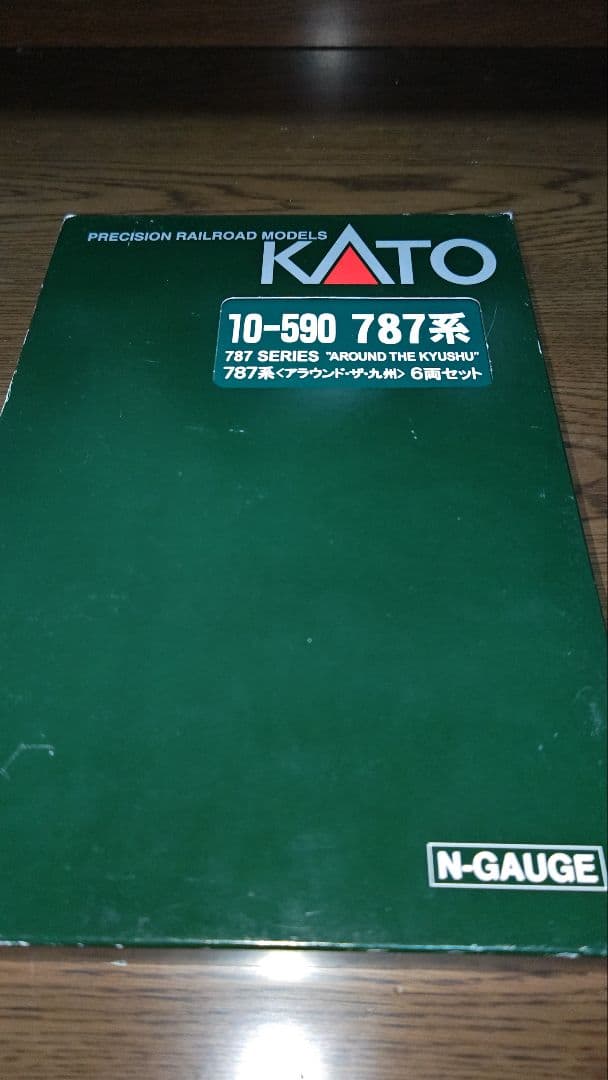 PRECISION RAILROAD MODELS
KATO
10-590 787系
787 SERIES "AROUND THE KYUSHU"
787系<アラウンド・ザ・九州> 6両セット
N-GAUGE